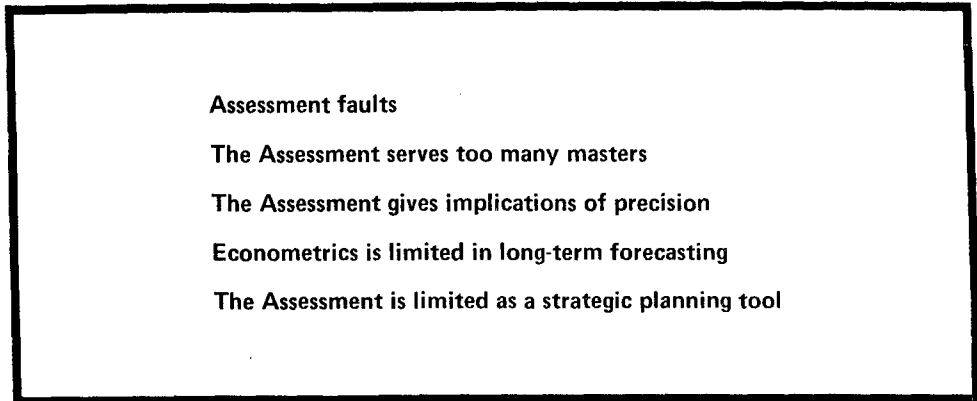 Assessment faults
The Assessment serves too many masters
The Assessment gives implications of precision
Econometrics is limited in long-term forecasting
The Assessment is limited as a strategic planning tool